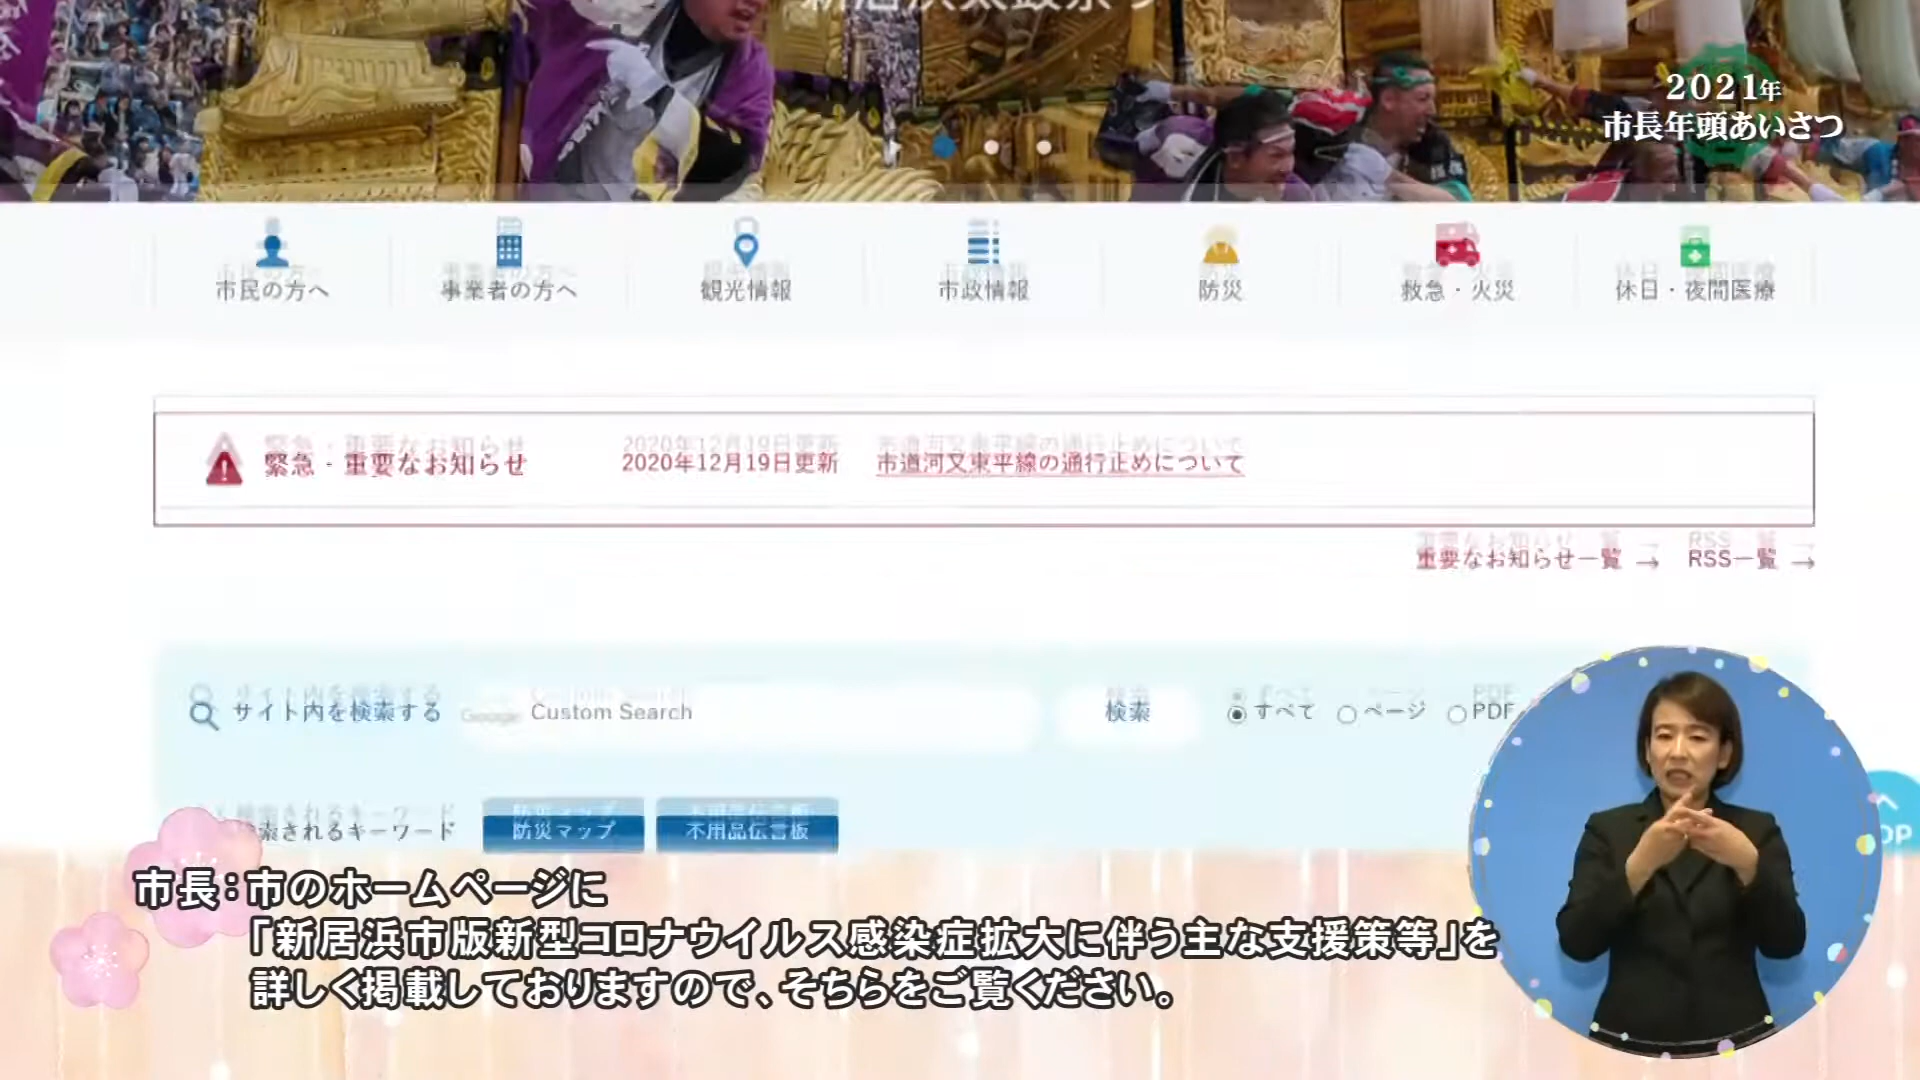 新居浜太鼓祭り
2021年
市長年頭あいさつ
市民の方へ
事業者の方へ
観光情報
市政情報
防災
救急・火災
休日・夜間医療
緊急・重要なお知らせ
2020年12月19日更新
市道河又東平線の通行止めについて
重要なお知らせ一覧 →
RSS一覧 →
サイト内を検索する
Google Custom Search
検索
すべて
ページ
PDF
索されるキーワード
防災マップ
不用品伝言板
OP
市長：市のホームページに
「新居浜市版新型コロナウイルス感染症拡大に伴う主な支援策等」を
詳しく掲載しておりますので、そちらをご覧ください。